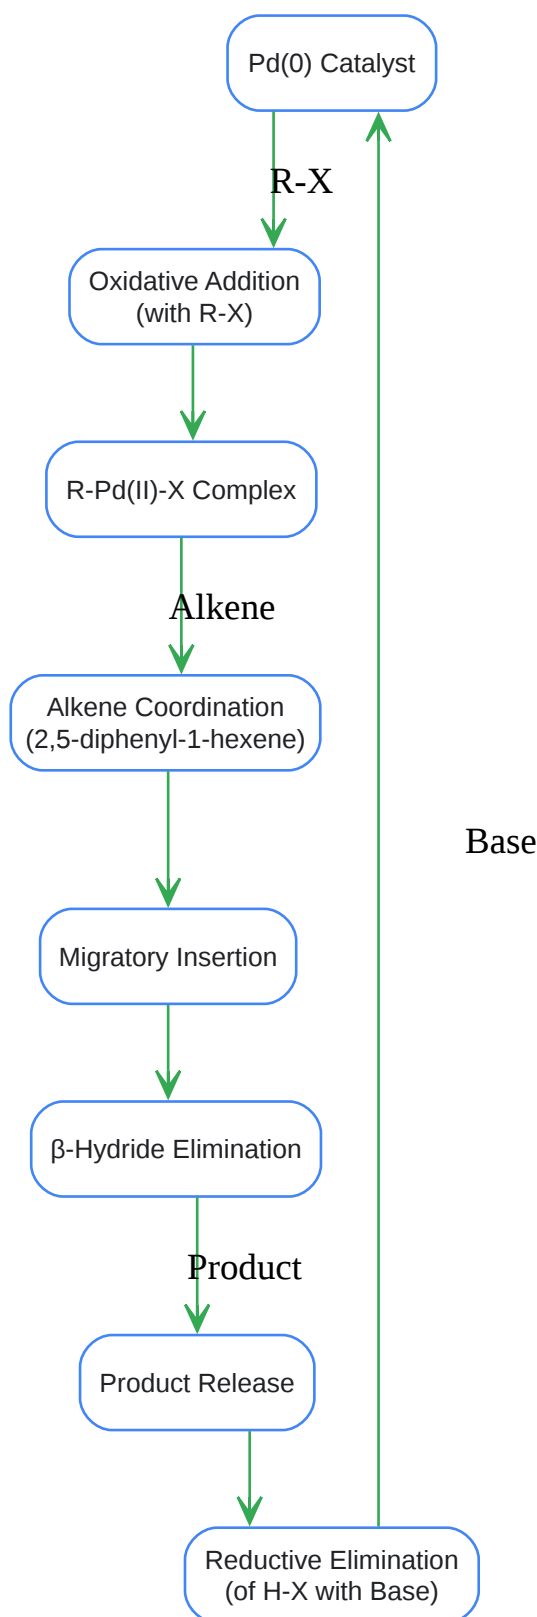 Pd(0) Catalyst
R-X
Oxidative Addition
(with R-X)
R-Pd(II)-X Complex
Alkene
Alkene Coordination
(2,5-diphenyl-1-hexene)
Base
Migratory Insertion
β-Hydride Elimination
Product
Product Release
Reductive Elimination
(of H-X with Base)